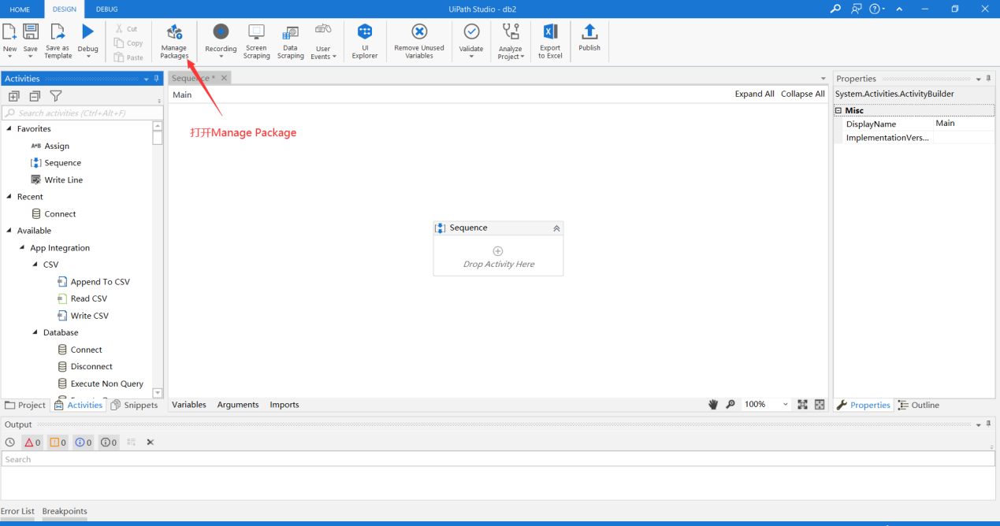 HOME DESIGN DEBUG UiPath Studio - db2
New Save Save as Template Debug
Cut
Copy
Paste
Manage Packages
Recording
Screen Scraping
Data Scraping
User Events
UI Explorer
Remove Unused Variables
Validate
Analyze Project
Export to Excel
Publish
Activities
Search activities (Ctrl+Alt+F)
Favorites
Assign
Sequence
Write Line
Recent
Connect
Available
App Integration
CSV
Append To CSV
Read CSV
Write CSV
Database
Connect
Disconnect
Execute Non Query
Project Activities Snippets
Sequence *
Main Expand All Collapse All
打开Manage Package
Sequence
Drop Activity Here
Variables Arguments Imports 100%
Properties
System.Activities.ActivityBuilder
Misc
DisplayName Main
ImplementationVers...
Properties Outline
Output
0 0 0 0
Search
Error List Breakpoints